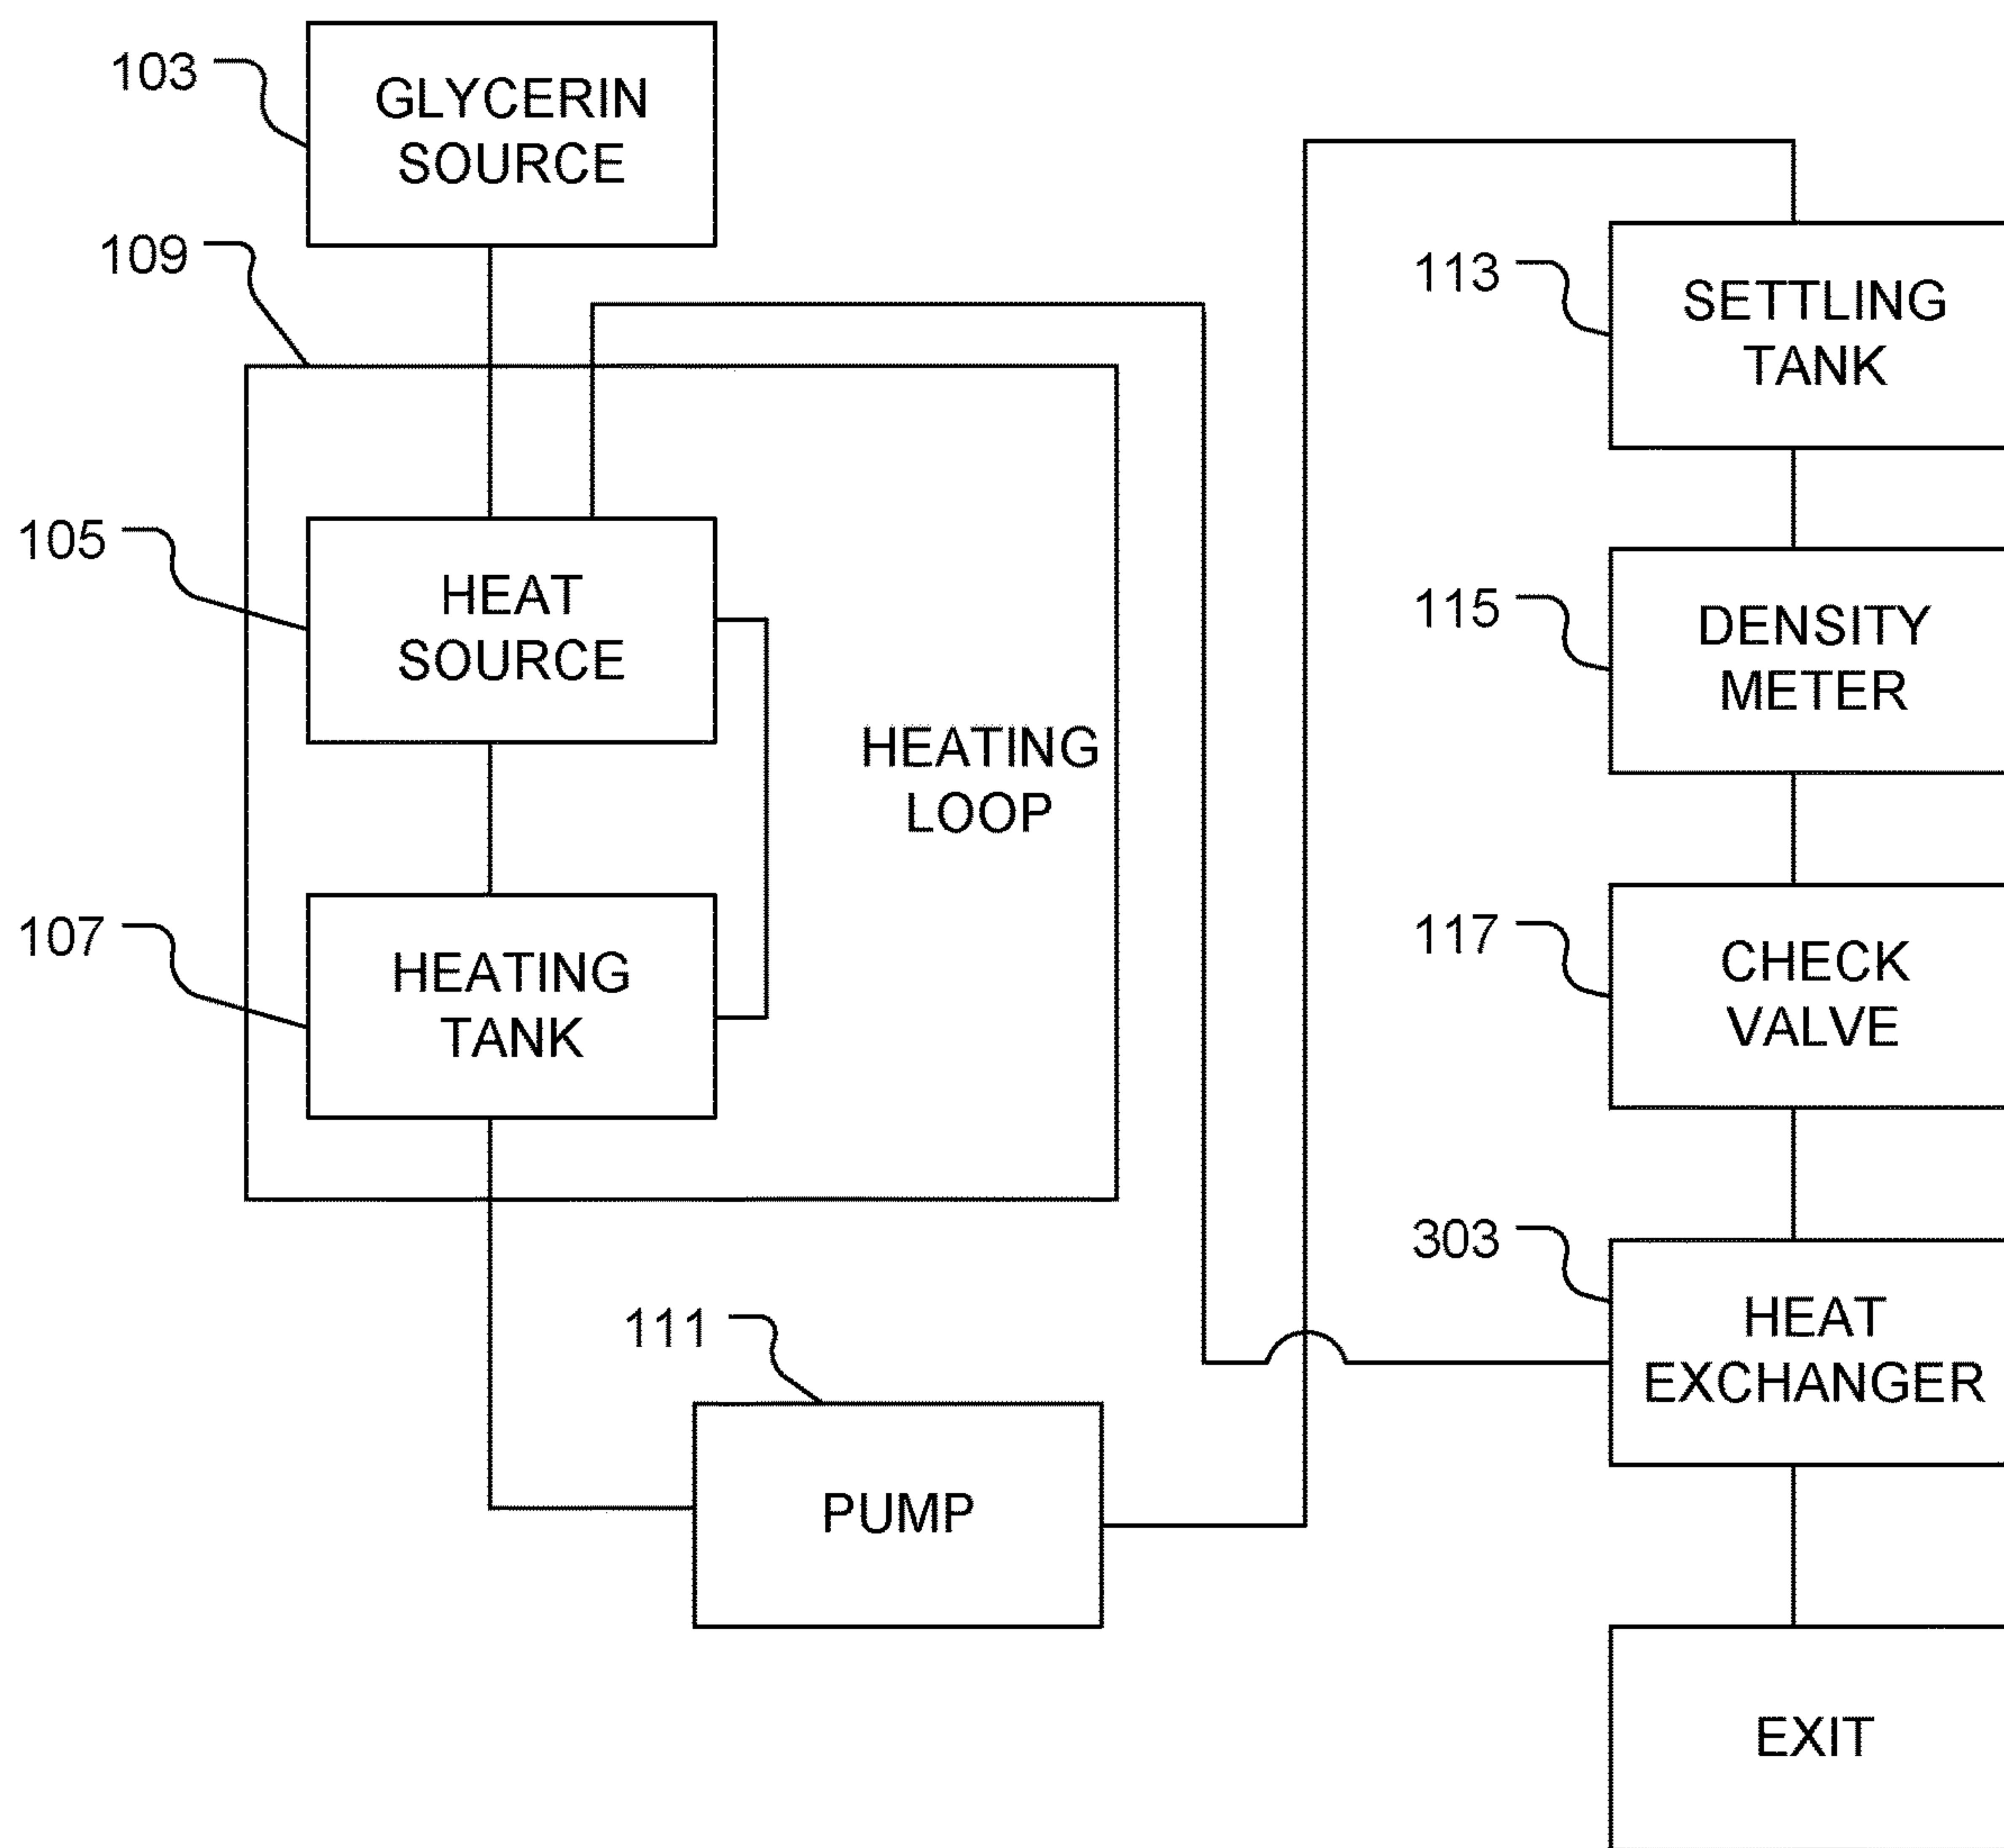 103
GLYCERIN
SOURCE
109
105
HEAT
SOURCE
HEATING
LOOP
107
HEATING
TANK
111
PUMP
113
SETTLING
TANK
115
DENSITY
METER
117
CHECK
VALVE
303
HEAT
EXCHANGER
EXIT